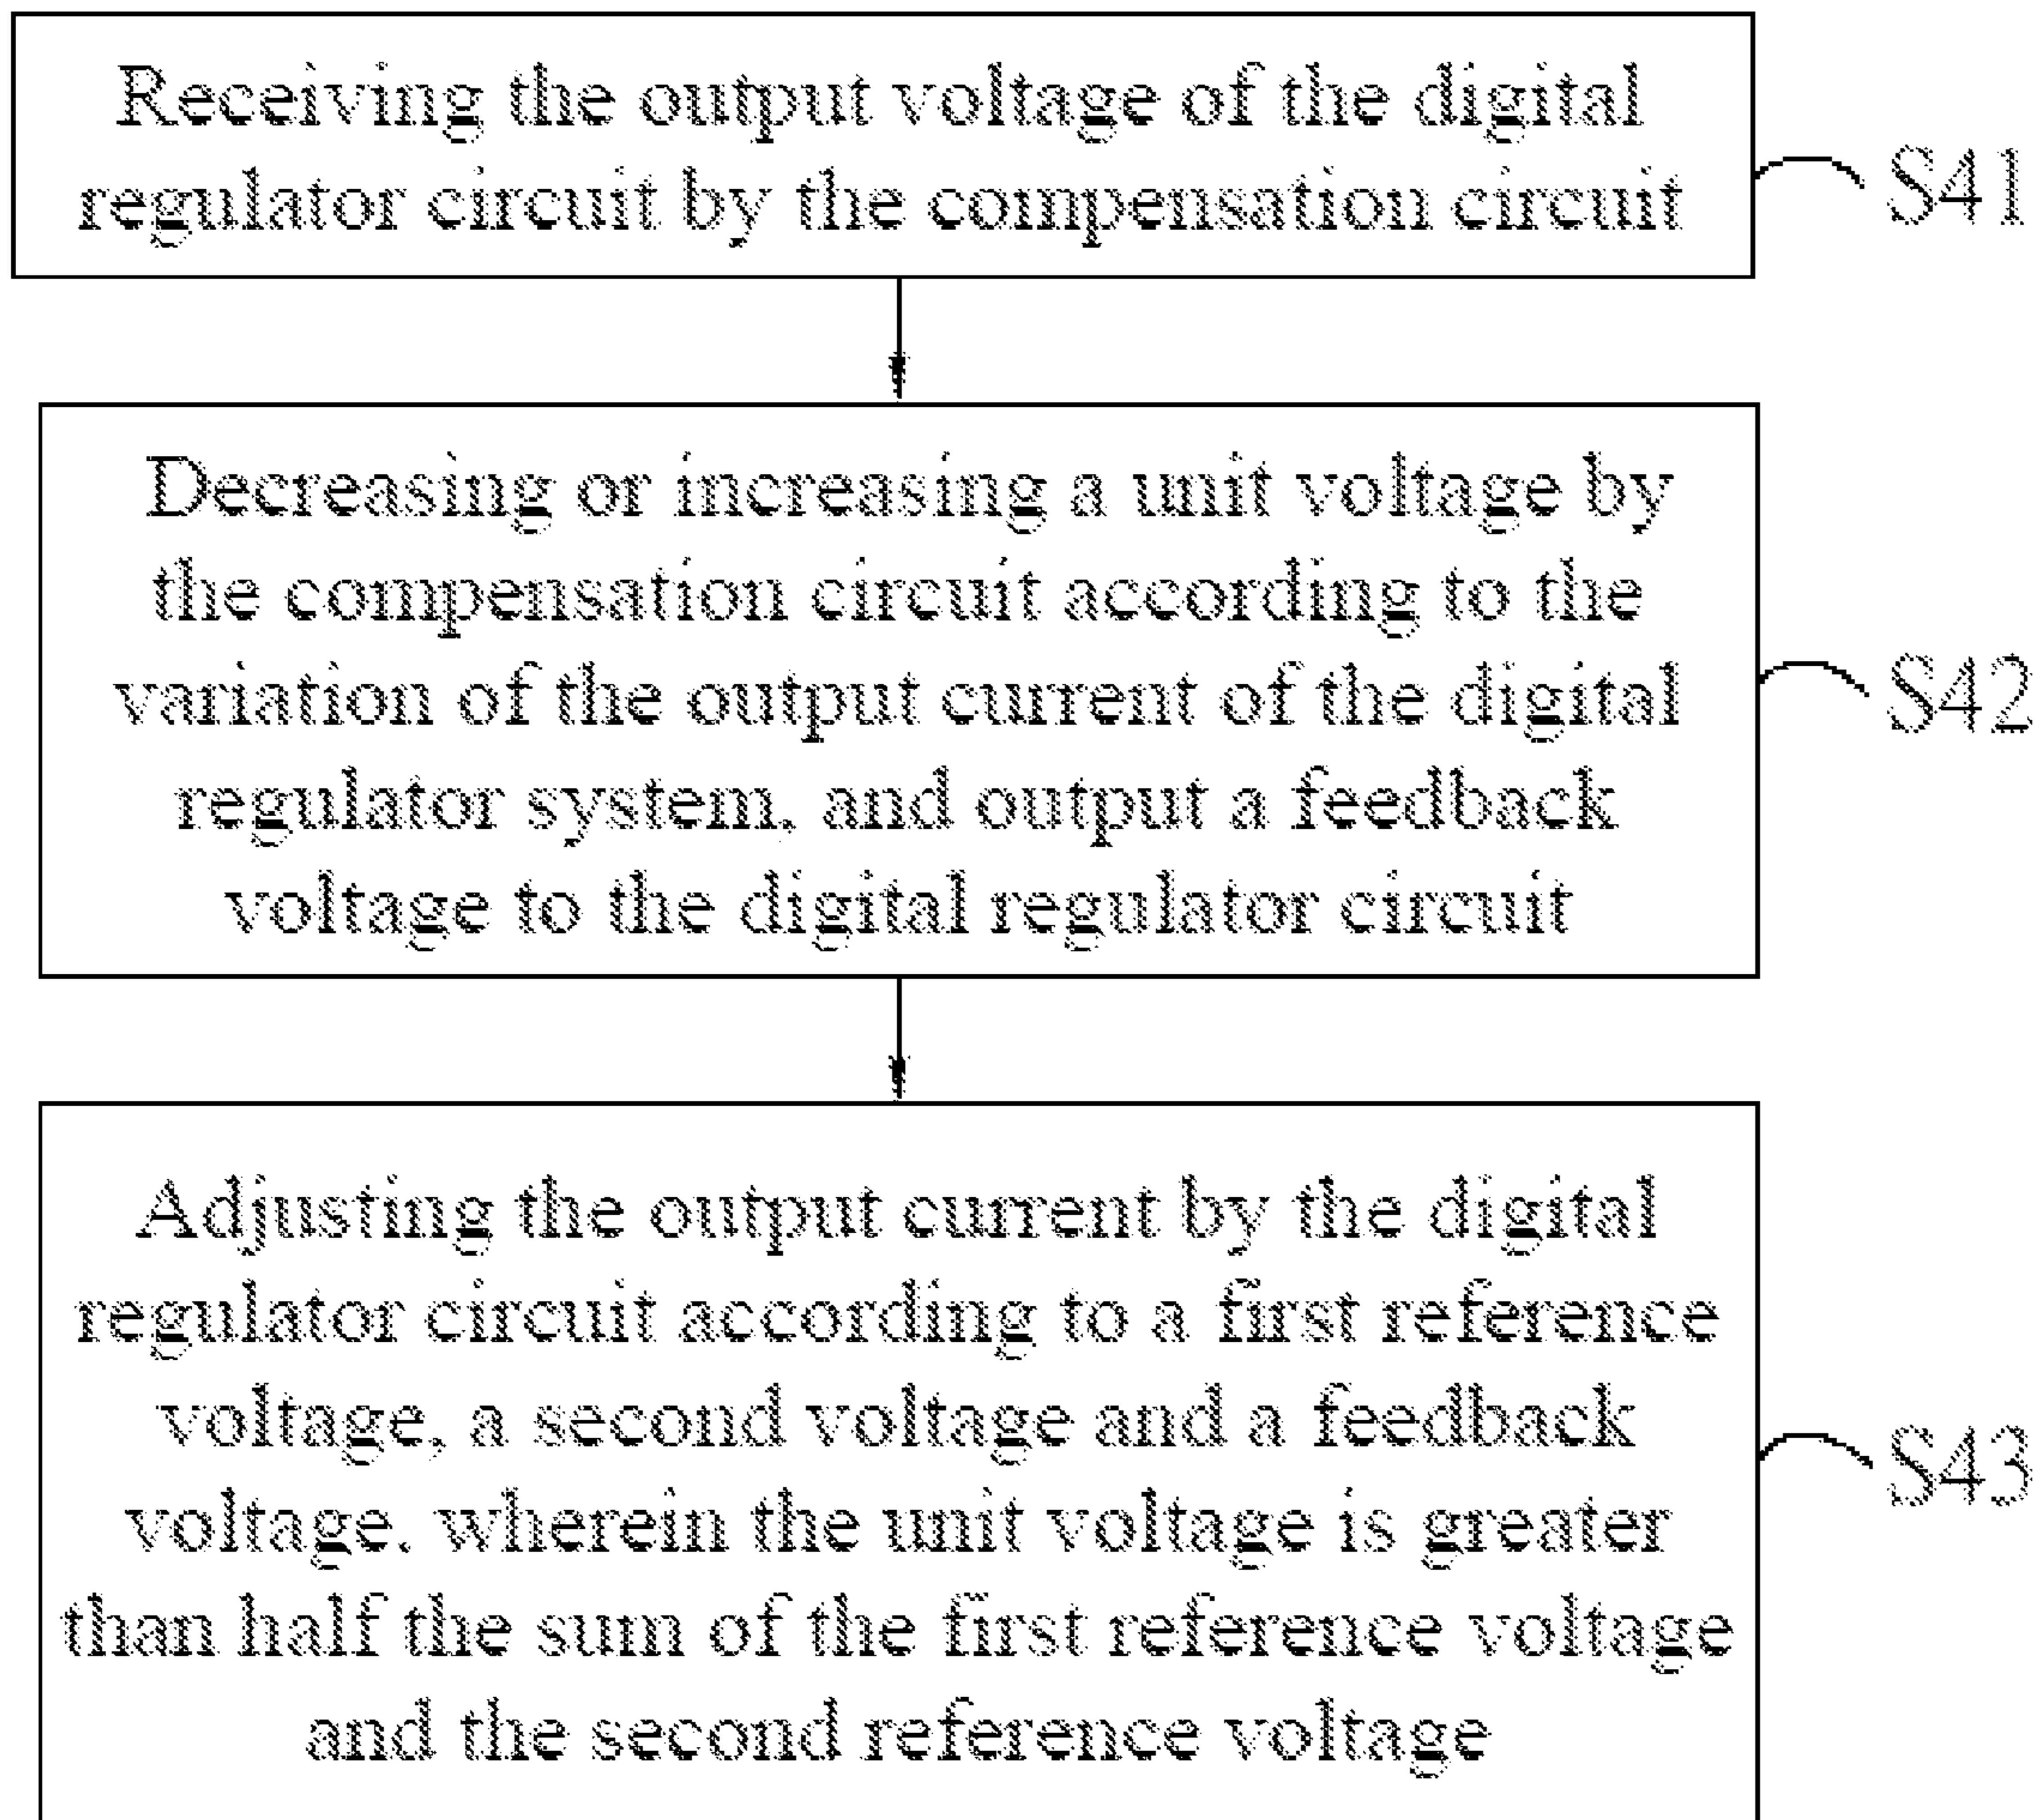 Receiving the output voltage of the digital
regulator circuit by the compensation circuit
S41
Decreasing or increasing a unit voltage by
the compensation circuit according to the
variation of the output current of the digital
regulator system, and output a feedback
voltage to the digital regulator circuit
S42
Adjusting the output current by the digital
regulator circuit according to a first reference
voltage, a second voltage and a feedback
voltage. wherein the unit voltage is greater
than half the sum of the first reference voltage
and the second reference voltage
S43